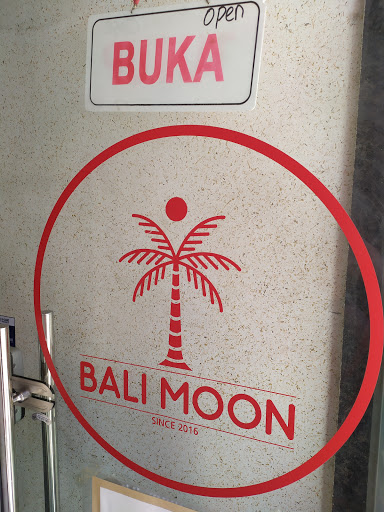 open
BUKA
BALI MOON
SINCE 2016